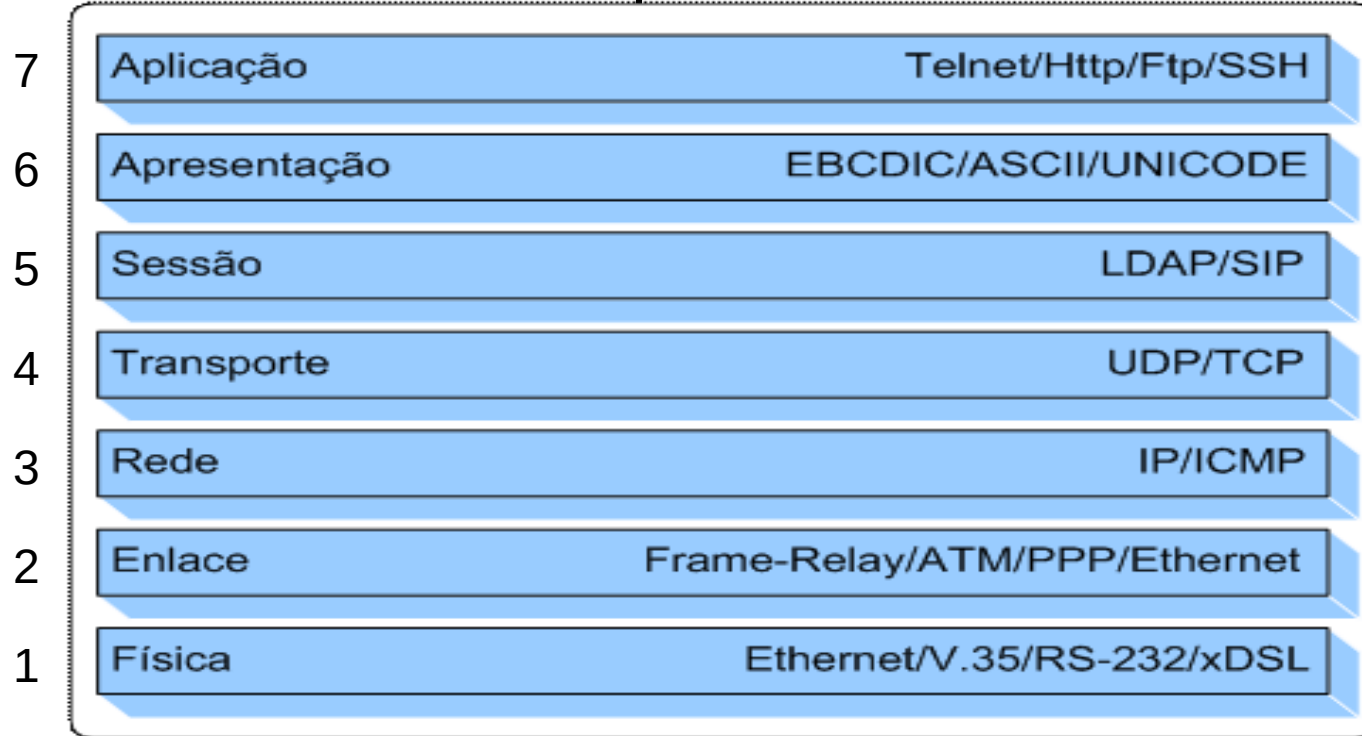 7 Aplicação Telnet/Http/Ftp/SSH
6 Apresentação EBCDIC/ASCII/UNICODE
5 Sessão LDAP/SIP
4 Transporte UDP/TCP
3 Rede IP/ICMP
2 Enlace Frame-Relay/ATM/PPP/Ethernet
1 Física Ethernet/V.35/RS-232/xDSL